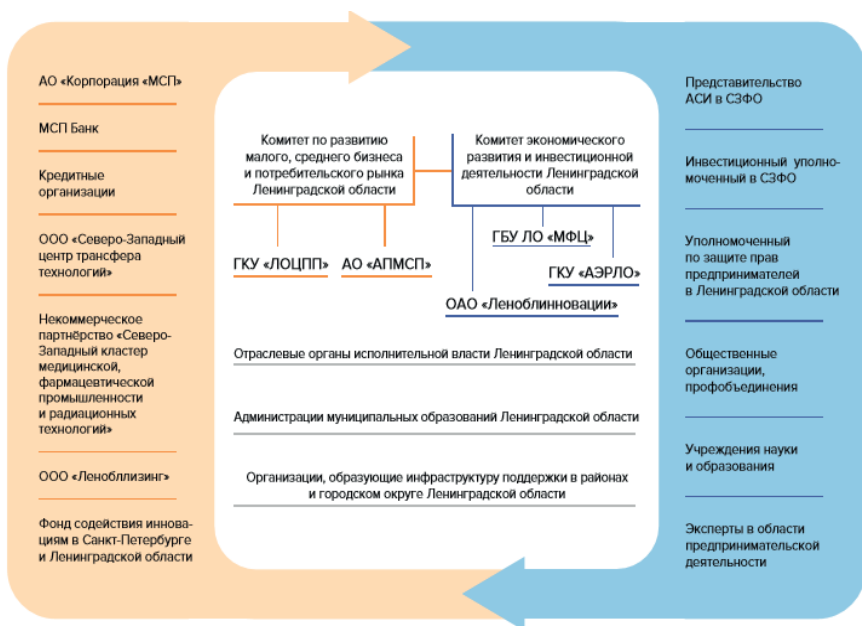 АО «Корпорация «МСП»
МСП Банк
Кредитные
организации
ООО «Северо-Западный
центр трансфера
технологий»
Некоммерческое
партнёрство «Северо-
Западный кластер
медицинской,
фармацевтической
промышленности
и радиационных
технологий»
ООО «Ленобллизинг»
Фонд содействия иннова-
циям в Санкт-Петербурге
и Ленинградской области
Комитет по развитию
малого, среднего бизнеса
и потребительского рынка
Ленинградской области
Комитет экономического
развития и инвестиционной
деятельности Ленинградской
области
ГКУ «ЛОЦПП»
АО «АПМСП»
ГБУ ЛО «МФЦ»
ГКУ «АЭРЛО»
ОАО «Леноблинновации»
Отраслевые органы исполнительной власти Ленинградской области
Администрации муниципальных образований Ленинградской области
Организации, образующие инфраструктуру поддержки в районах
и городском округе Ленинградской области
Представительство
АСИ в СЗФО
Инвестиционный уполно-
моченный в СЗФО
Уполномоченный
по защите прав
предпринимателей
в Ленинградской области
Общественные
организации,
профобъединения
Учреждения науки
и образования
Эксперты в области
предпринимательской
деятельности